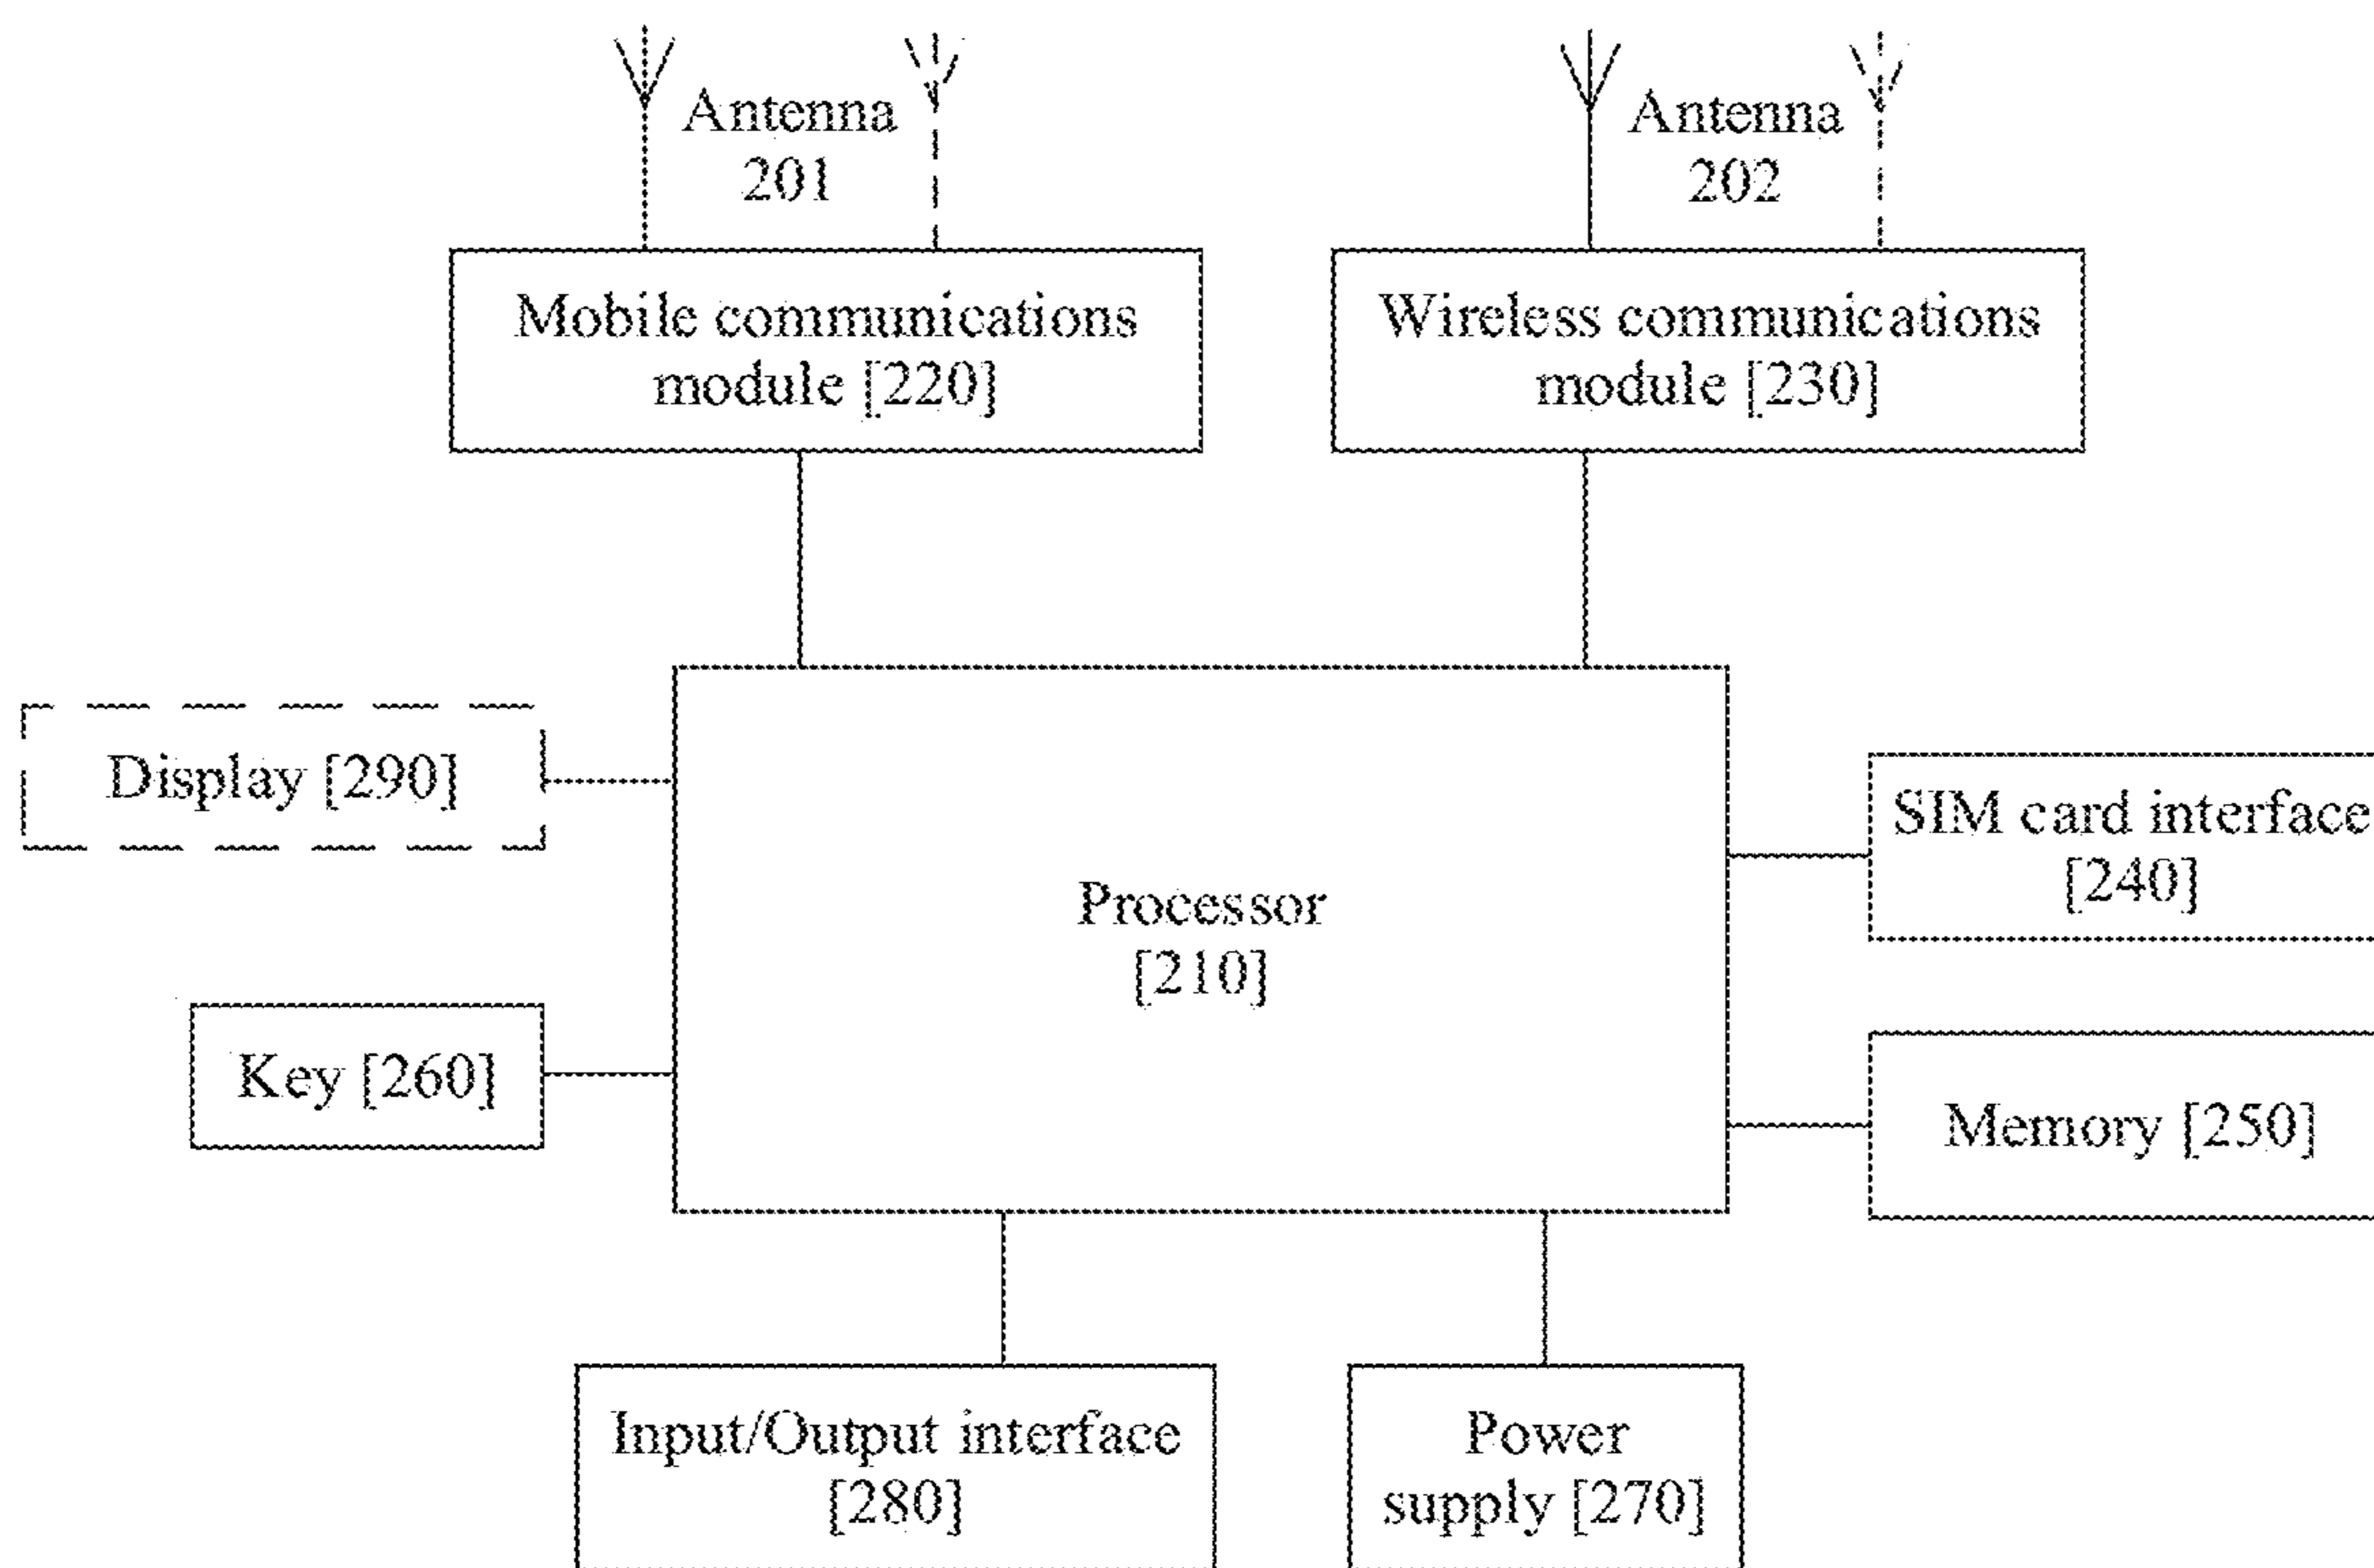 Antenna
201
Antenna
202
Mobile communications
module [220]
Wireless communications
module [230]
Display [290]
SIM card interface
[240]
Processor
[210]
Key [260]
Memory [250]
Input/Output interface
[280]
Power
supply [270]